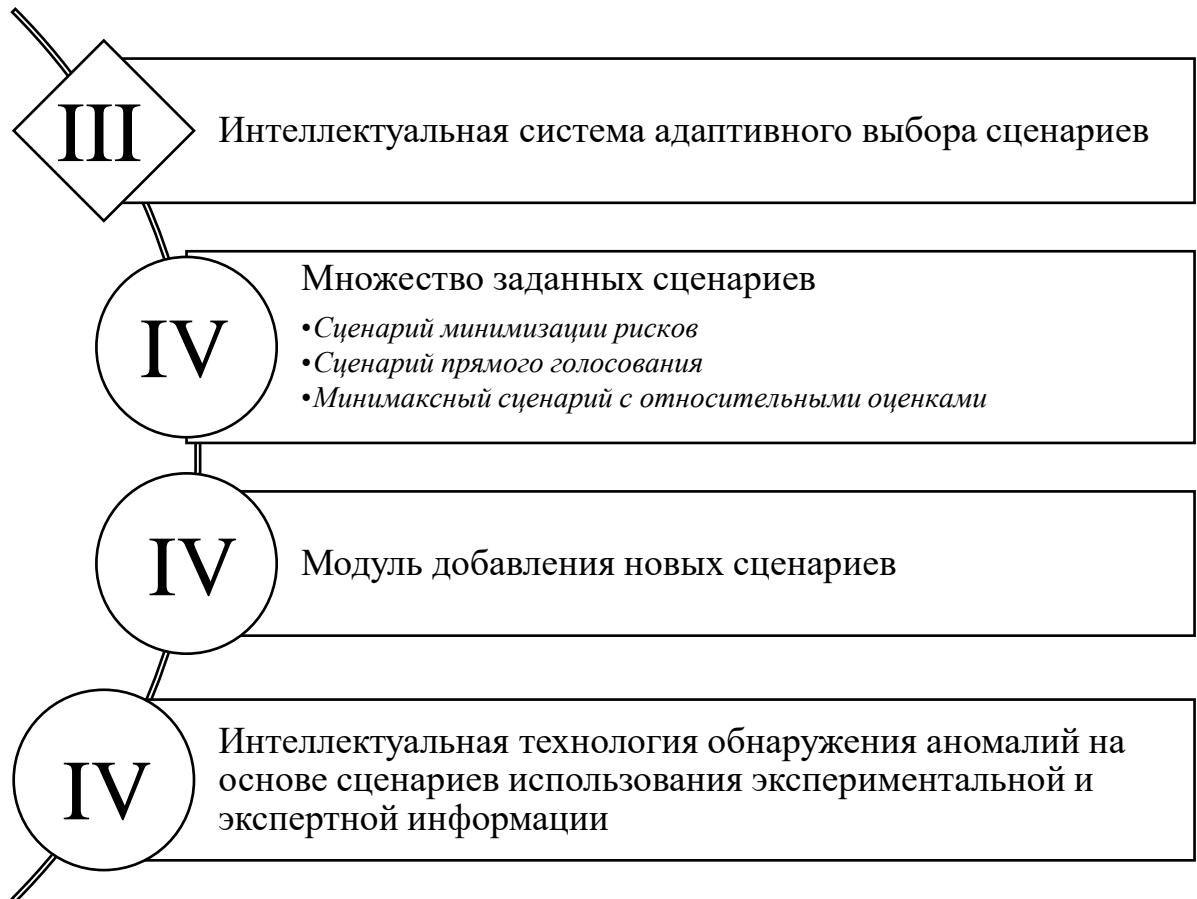 III
Интеллектуальная система адаптивного выбора сценариев
IV
Множество заданных сценариев
•Сценарий минимизации рисков
•Сценарий прямого голосования
•Минимаксный сценарий с относительными оценками
IV
Модуль добавления новых сценариев
IV
Интеллектуальная технология обнаружения аномалий на
основе сценариев использования экспериментальной и
экспертной информации